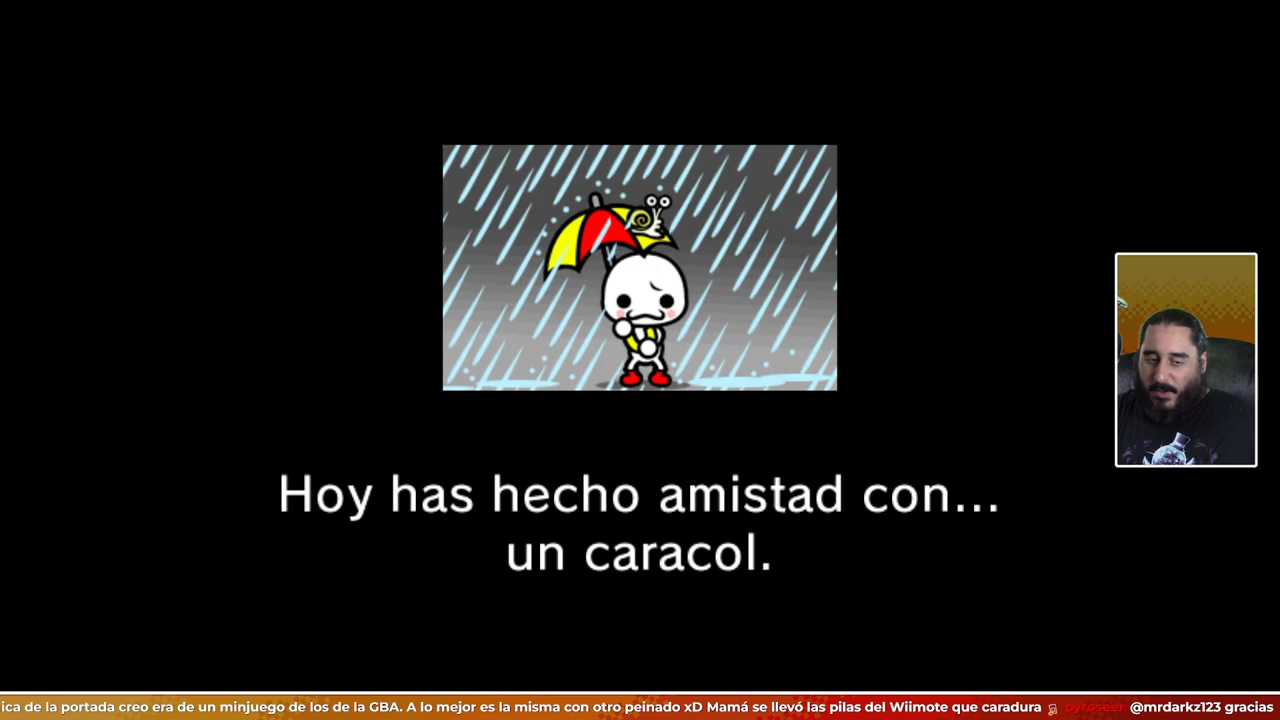 Hoy has hecho amistad con...
un caracol.
ica de la portada creo era de un minjuego de los de la GBA. A lo mejor es la misma con otro peinado xD Mamá se llevó las pilas del Wiimote que caradura pyroseer: @mrdarkz123 gracias